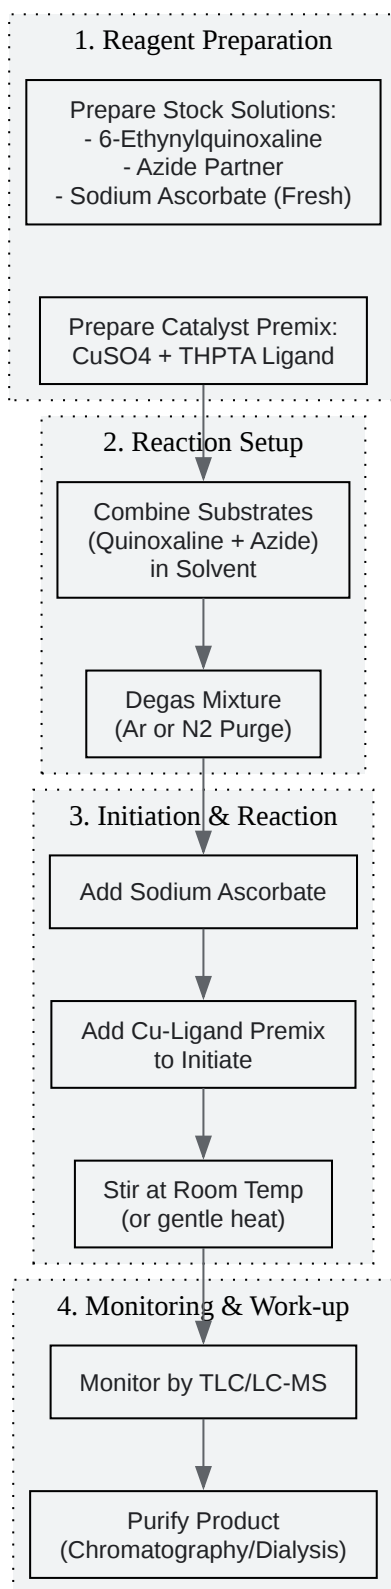 1. Reagent Preparation
Prepare Stock Solutions:
- 6-Ethynylquinoxaline
- Azide Partner
- Sodium Ascorbate (Fresh)
Prepare Catalyst Premix:
CuSO4 + THPTA Ligand
2. Reaction Setup
Combine Substrates
(Quinoxaline + Azide)
in Solvent
Degas Mixture
(Ar or N2 Purge)
3. Initiation & Reaction
Add Sodium Ascorbate
Add Cu-Ligand Premix
to Initiate
Stir at Room Temp
(or gentle heat)
4. Monitoring & Work-up
Monitor by TLC/LC-MS
Purify Product
(Chromatography/Dialysis)